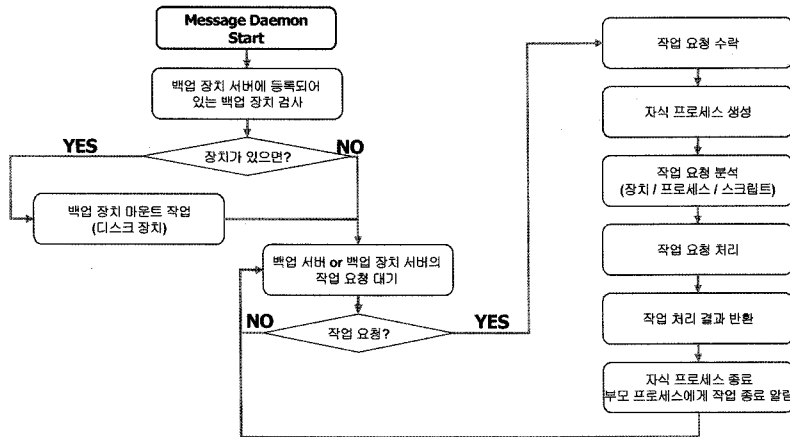 Message Daemon
Start
백업 장치 서버에 등록되어
있는 백업 장치 검사
YES
장치가 있으면?
NO
백업 장치 마운트 작업
(디스크 장치)
백업 서버 or 백업 장치 서버의
작업 요청 대기
NO
작업 요청?
YES
작업 요청 수락
자식 프로세스 생성
작업 요청 분석
(장치 / 프로세스 / 스크립트)
작업 요청 처리
작업 처리 결과 반환
자식 프로세스 종료
부모 프로세스에게 작업 종료 알림